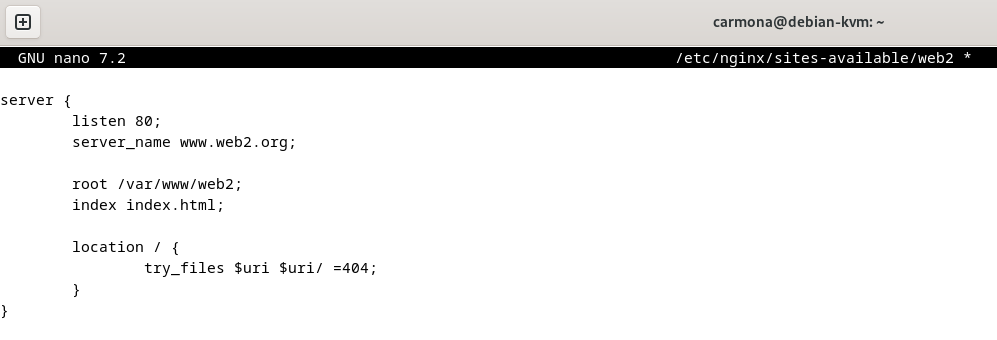 carmona@debian-kvm: ~
GNU nano 7.2 /etc/nginx/sites-available/web2 *
server {
listen 80;
server_name www.web2.org;
root /var/www/web2;
index index.html;
location / {
try_files $uri $uri/ =404;
}
}